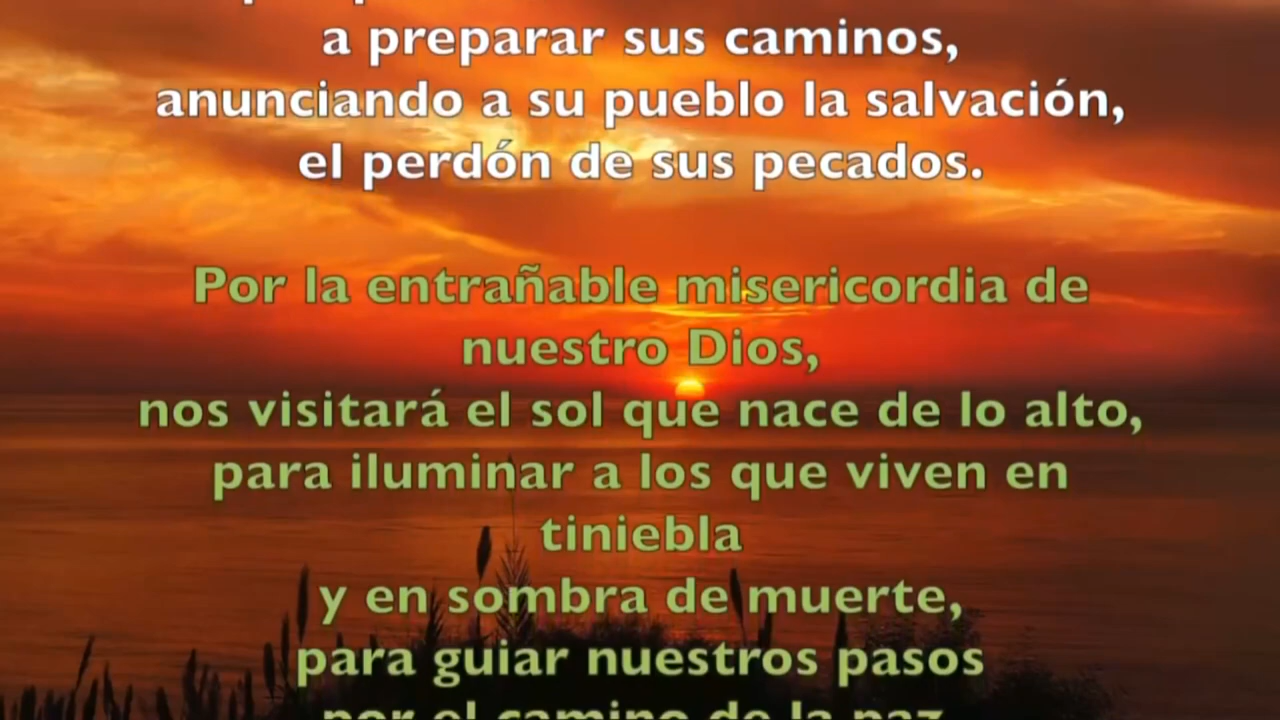 a preparar sus caminos,
anunciando a su pueblo la salvación,
el perdón de sus pecados.
Por la entrañable misericordia de
nuestro Dios,
nos visitará el sol que nace de lo alto,
para iluminar a los que viven en
tiniebla
y en sombra de muerte,
para guiar nuestros pasos
por el camino de la paz